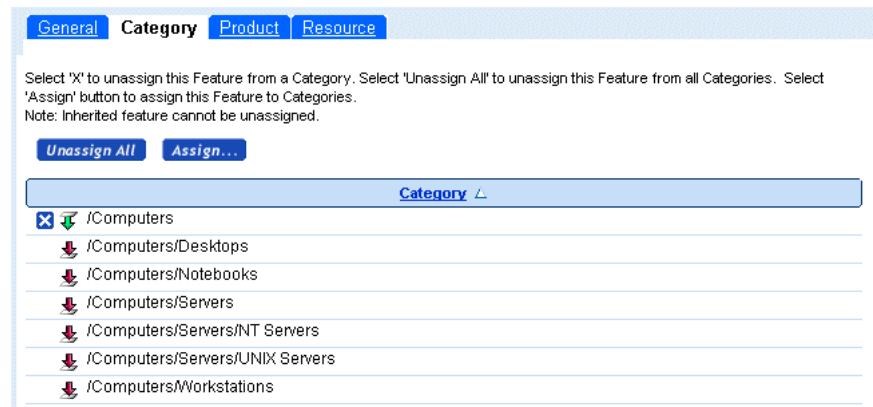 General Category Product Resource
Select 'X' to unassign this Feature from a Category. Select 'Unassign All' to unassign this Feature from all Categories. Select
'Assign' button to assign this Feature to Categories.
Note: Inherited feature cannot be unassigned.
Unassign All Assign...
Category
/Computers
/Computers/Desktops
/Computers/Notebooks
/Computers/Servers
/Computers/Servers/NT Servers
/Computers/Servers/UNIX Servers
/Computers/Workstations